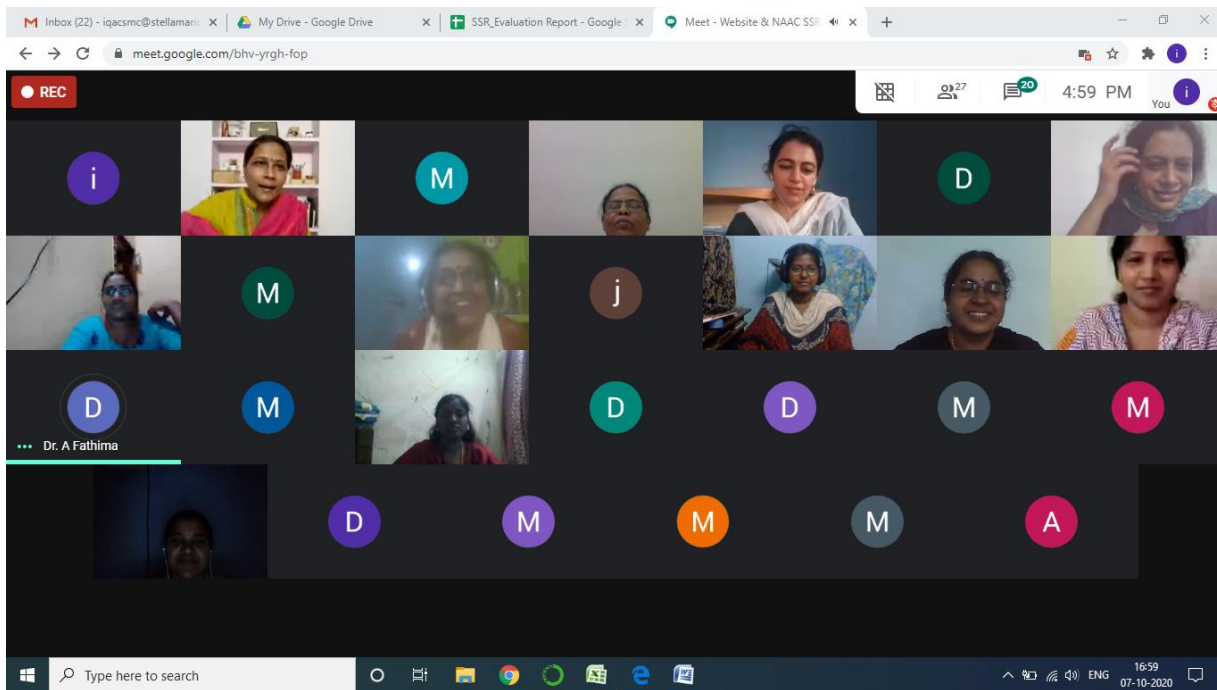 Inbox (22) - iqacsmc@stellamari
My Drive - Google Drive
SSR_Evaluation Report - Google
Meet - Website & NAAC SSR
meet.google.com/bhv-yrgh-fop
i
REC
27
20
4:59 PM
You
i
i
M
D
M
j
D
M
D
D
M
M
Dr. A Fathima
D
M
M
M
A
Type here to search
ENG
16:59
07-10-2020